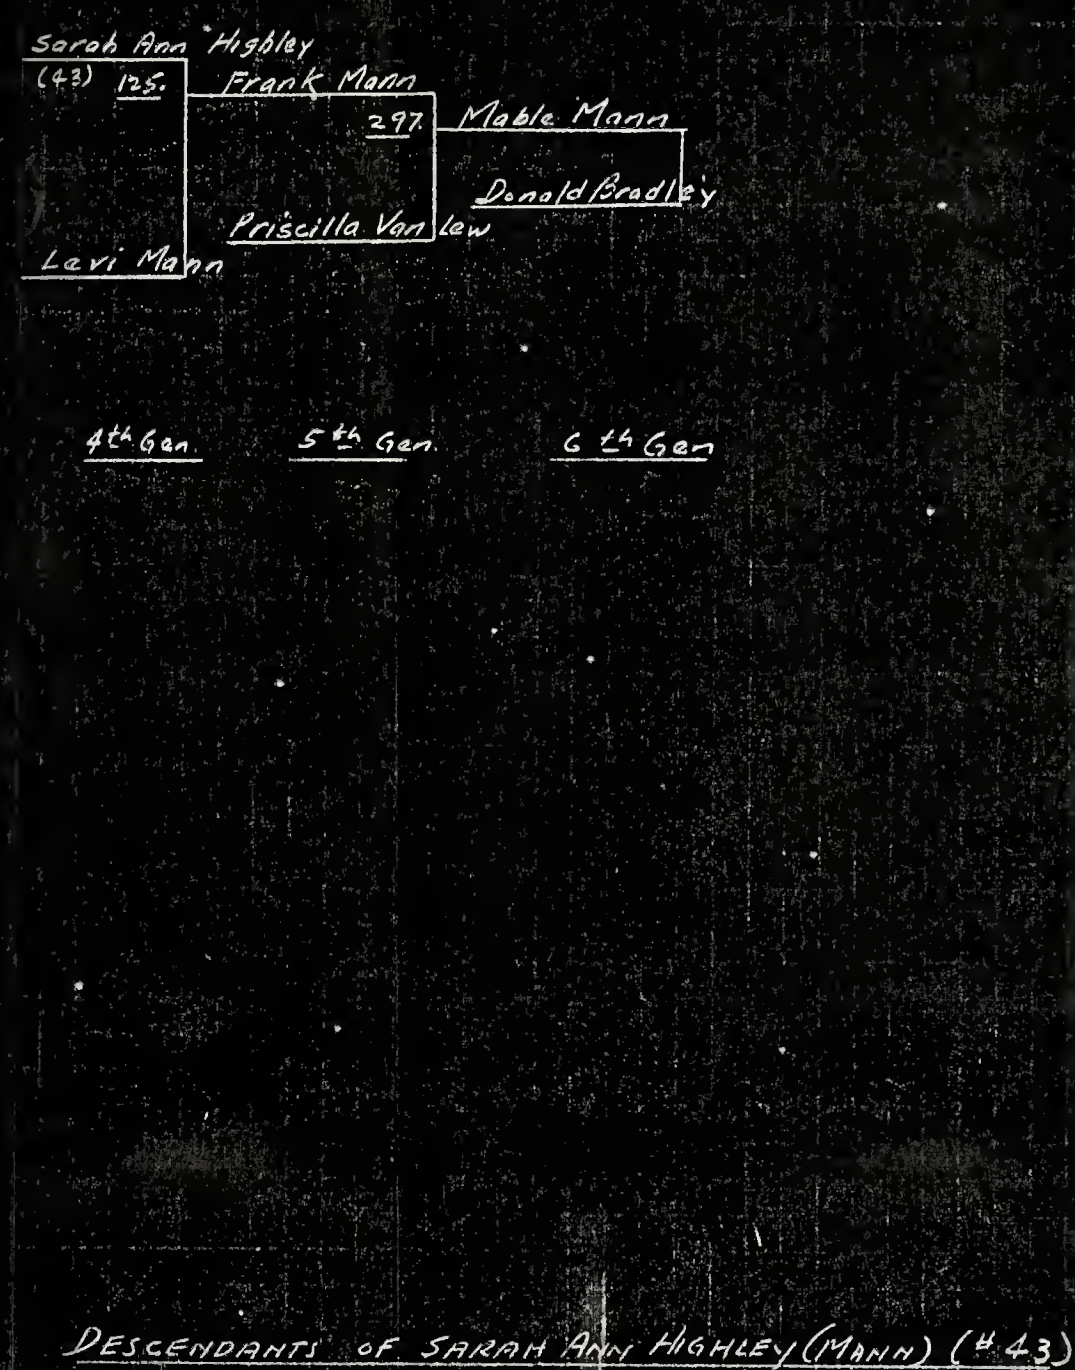 Sarah Ann Highley
(43) 125. Frank Mann
297. Mable Mann
Donald Bradley
Priscilla Van Lew
Levi Mann
4th Gen. 5th Gen. 6th Gen
DESCENDANTS OF SARAH ANN HIGHLEY (MANN) (#43)